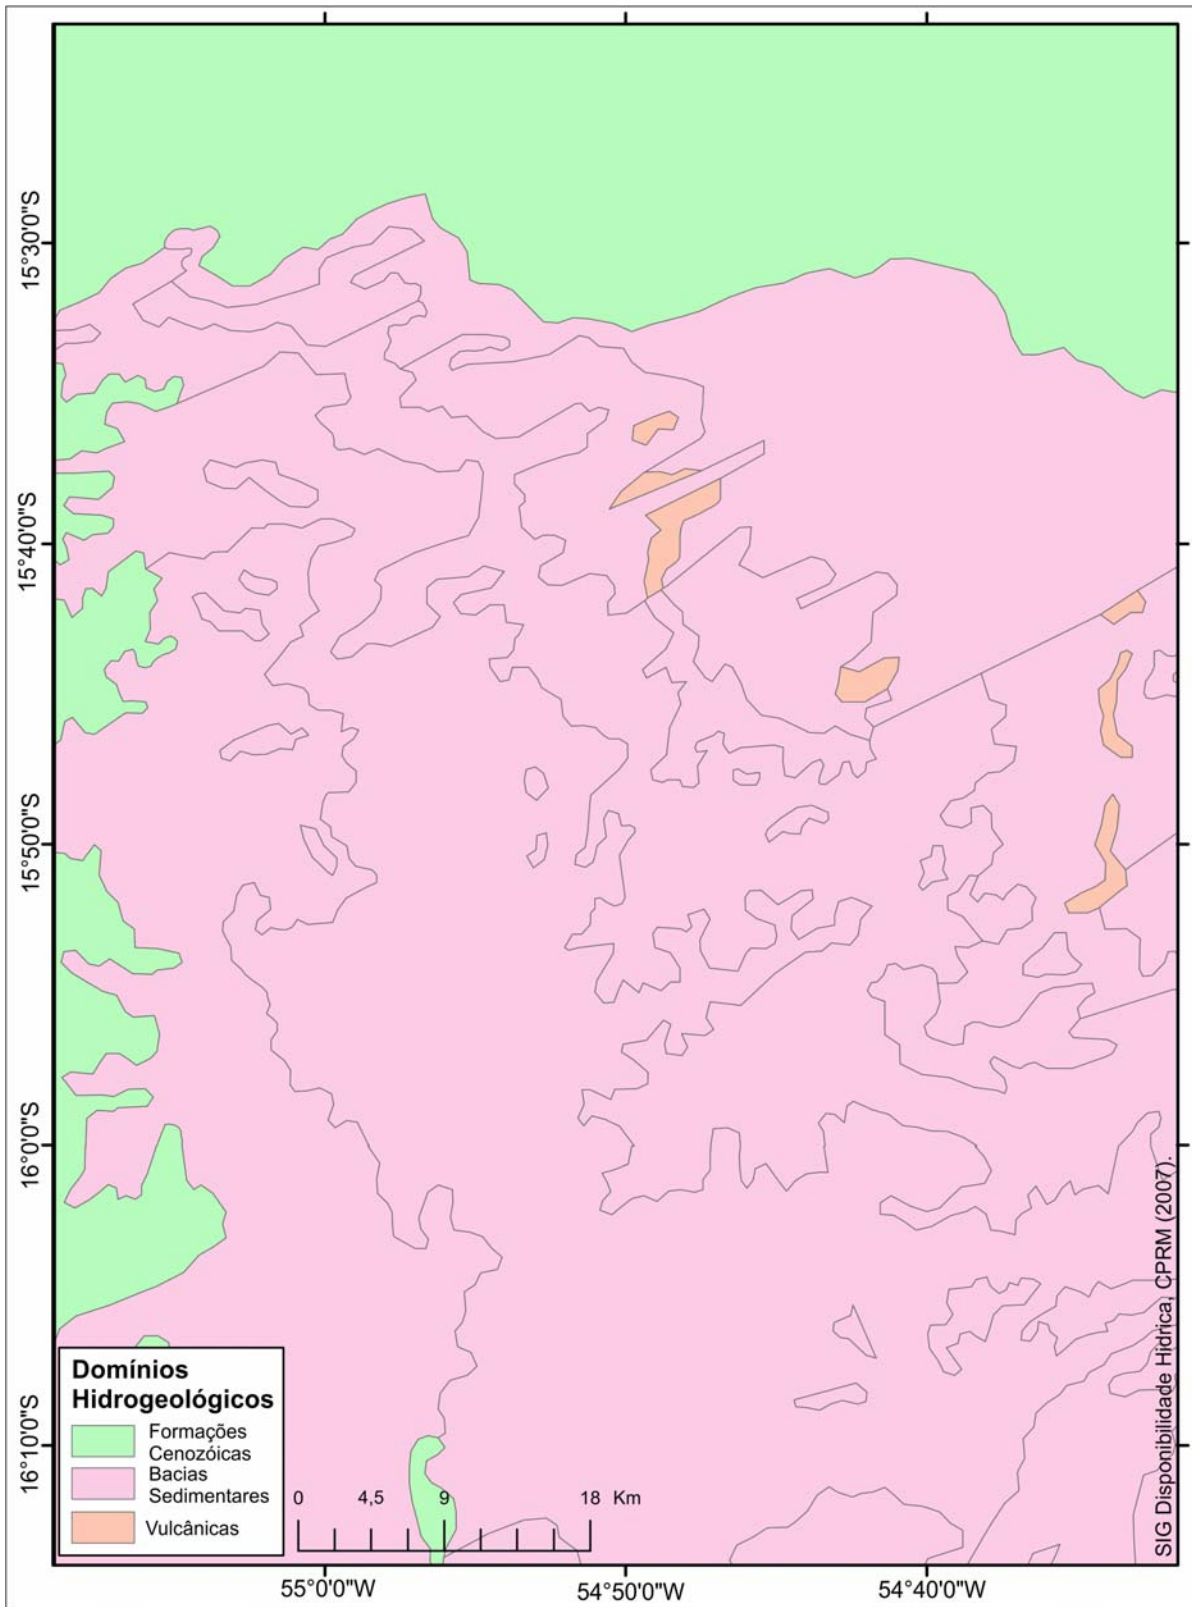 15°30'0"S
15°40'0"S
15°50'0"S
16°0'0"S
16°10'0"S
SIG Disponibilidade Hídrica, CPRM (2007).
Domínios
Hidrogeológicos
Formações
Cenozóicas
Bacias
Sedimentares
Vulcânicas
0 4,5 9 18 Km
55°0'0"W 54°50'0"W 54°40'0"W